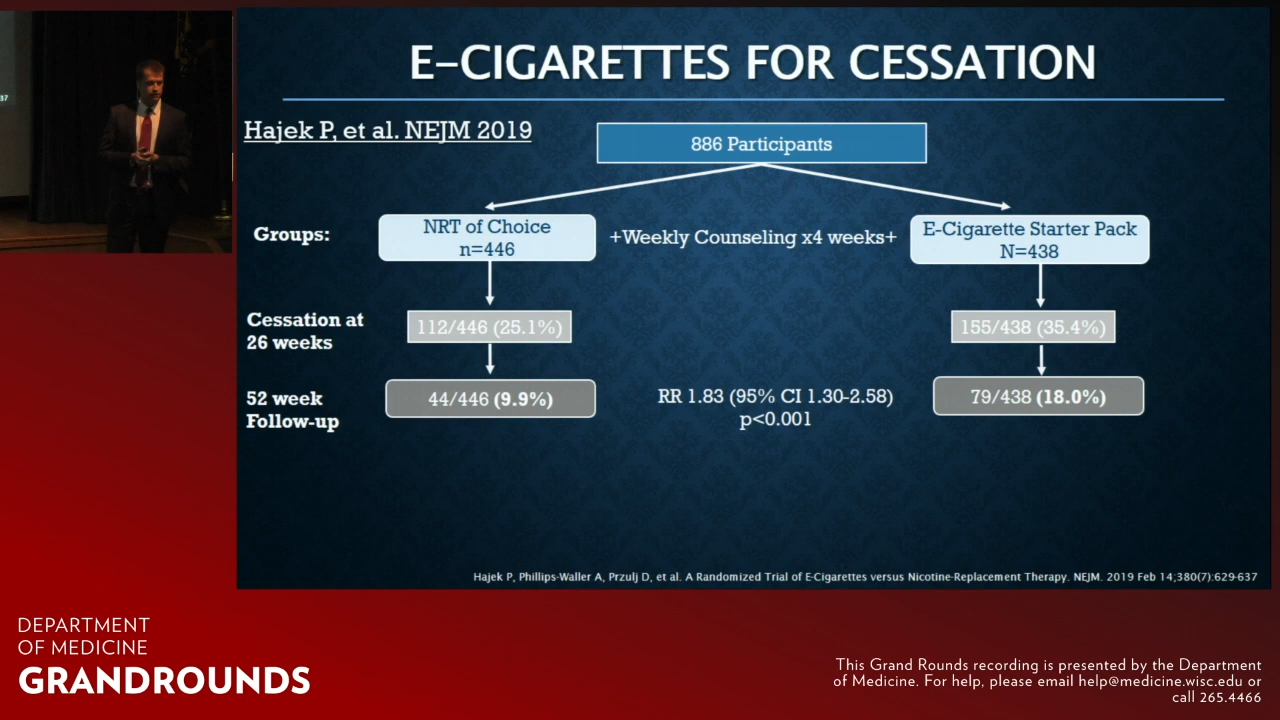 37
E-CIGARETTES FOR CESSATION
Hajek P, et al. NEJM 2019
886 Participants
Groups:
NRT of Choice
n=446
+Weekly Counseling x4 weeks+
E-Cigarette Starter Pack
N=438
Cessation at
26 weeks
112/446 (25.1%)
155/438 (35.4%)
52 week
Follow-up
44/446 (9.9%)
RR 1.83 (95% CI 1.30-2.58)
p<0.001
79/438 (18.0%)
Hajek P, Phillips-Waller A, Przulj D, et al. A Randomized Trial of E-Cigarettes versus Nicotine-Replacement Therapy. NEJM. 2019 Feb 14;380(7):629-637
DEPARTMENT
OF MEDICINE
GRANDROUNDS
This Grand Rounds recording is presented by the Department
of Medicine. For help, please email help@medicine.wisc.edu or
call 265.4466